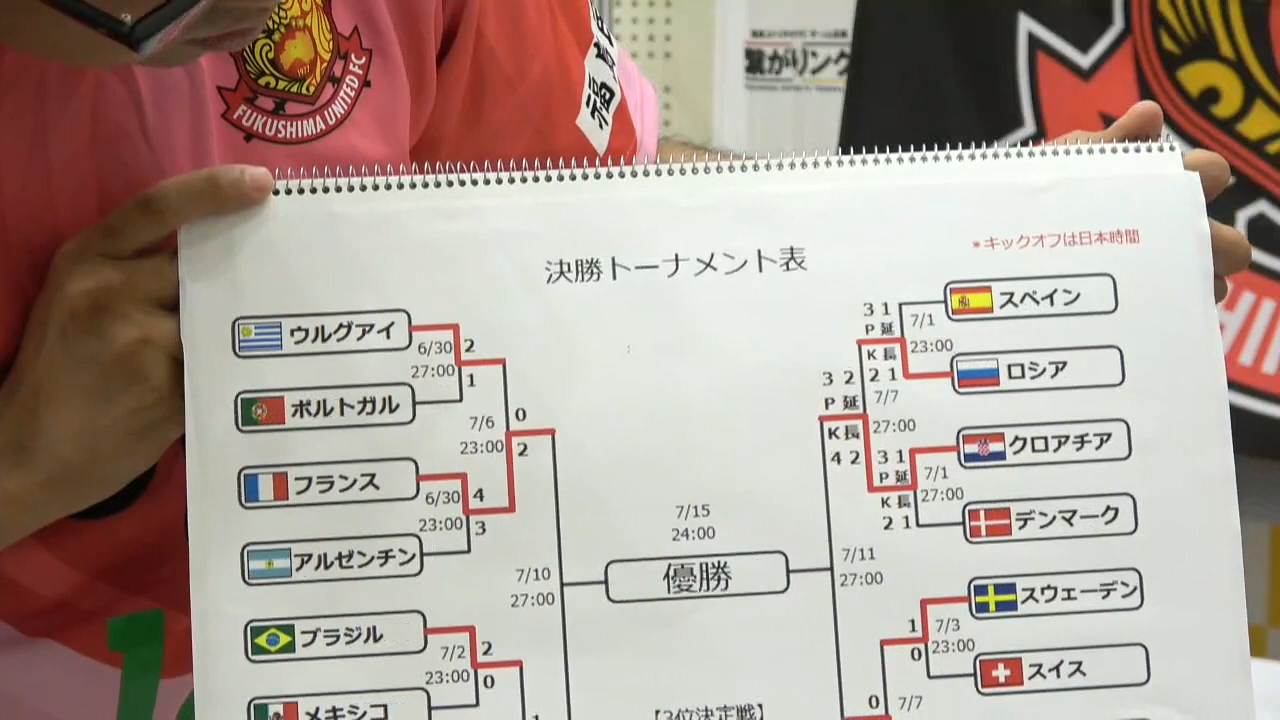 FUKUSHIMA UNITED FC
福
繋がリンク
決勝トーナメント表
*キックオフは日本時間
ウルグアイ
6/30
27:00
2
1
ポルトガル
7/6
23:00
0
2
フランス
6/30
23:00
4
3
アルゼンチン
7/10
27:00
ブラジル
7/2
23:00
2
0
メキシコ
1
7/15
24:00
優勝
【3位決定戦】
スペイン
3 1
P 延
7/1
23:00
K 長
2 1
ロシア
3 2
P 延
7/7
27:00
K 長
4 2
クロアチア
3 1
P 延
7/1
27:00
K 長
2 1
デンマーク
7/11
27:00
スウェーデン
1
7/3
23:00
0
スイス
0
7/7